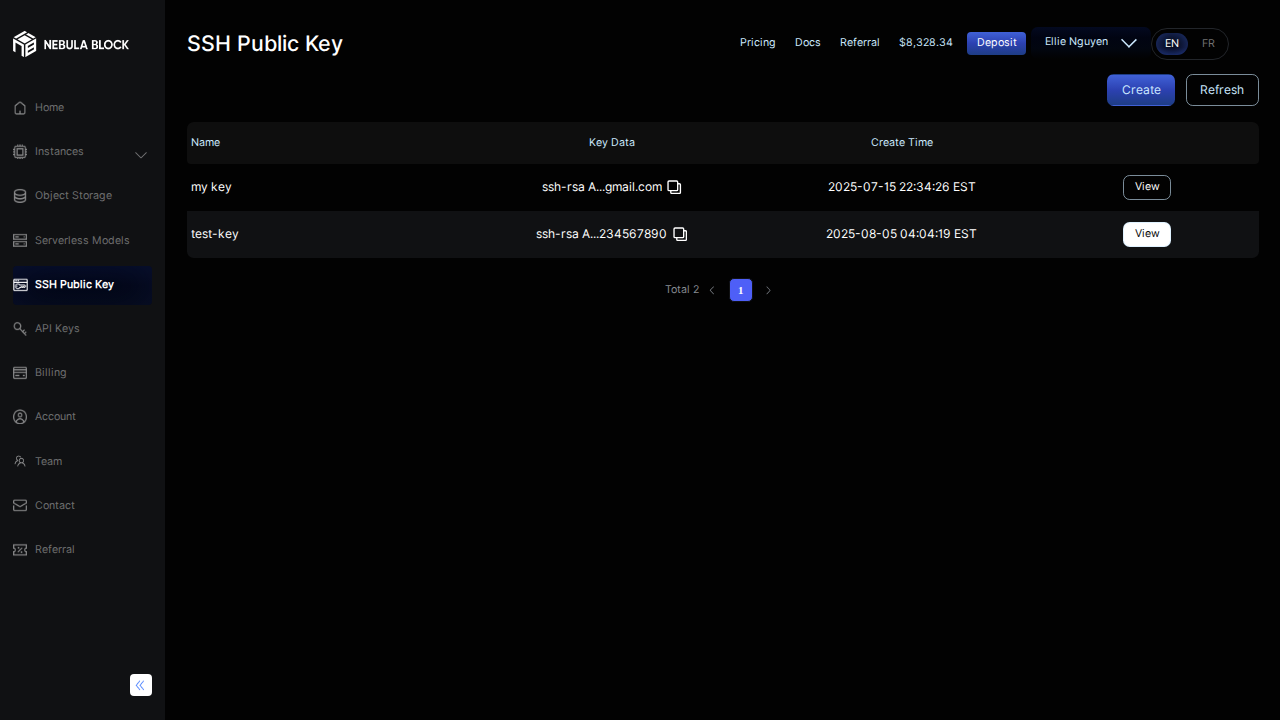 NEBULA BLOCK
SSH Public Key
Pricing Docs Referral $8,328.34 Deposit Ellie Nguyen EN FR
Create Refresh
Home
Instances
Object Storage
Serverless Models
SSH Public Key
API Keys
Billing
Account
Team
Contact
Referral
Name Key Data Create Time
my key ssh-rsa A...gmail.com 2025-07-15 22:34:26 EST View
test-key ssh-rsa A...234567890 2025-08-05 04:04:19 EST View
Total 2 1